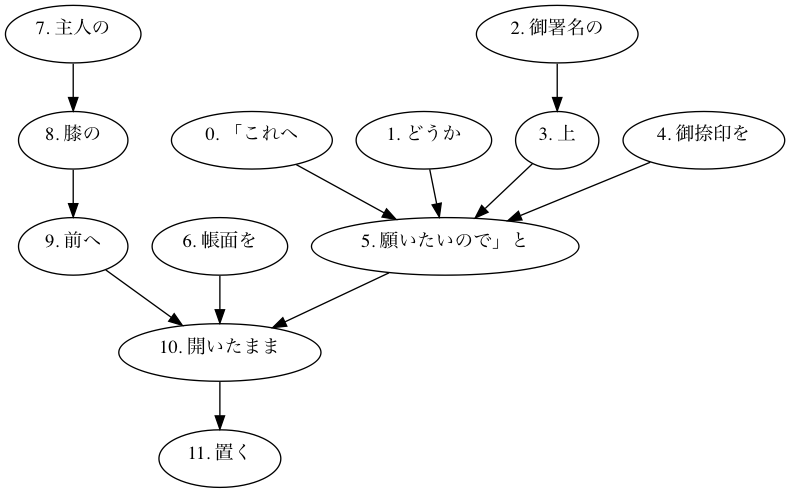 7. 主人の
2. 御署名の
8. 膝の
0. 「これへ
1. どうか
3. 上
4. 御捺印を
9. 前へ
6. 帳面を
5. 願いたいので」と
10. 開いたまま
11. 置く